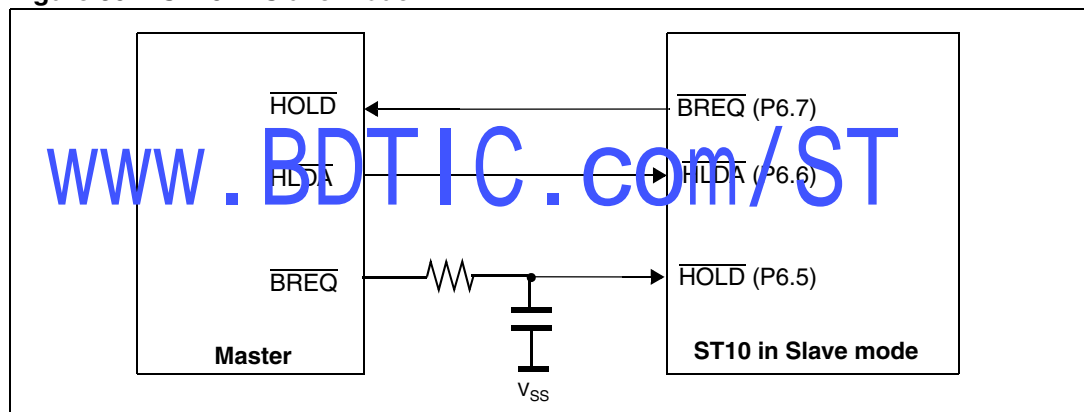 HOLD
BREQ (P6.7)
www.BDTIC.com/ST
HLDA
HLDA (P6.6)
BREQ
HOLD (P6.5)
Master
ST10 in Slave mode
VSS